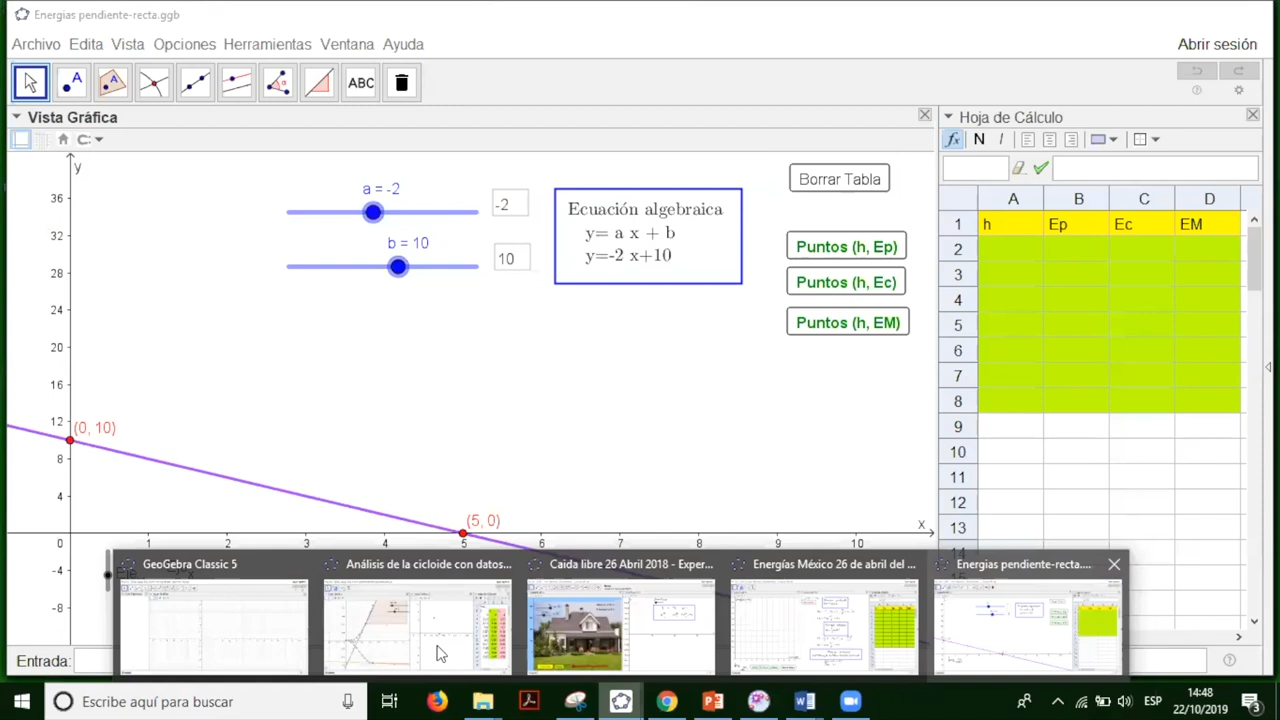 Energias pendiente-recta.ggb
Archivo Edita Vista Opciones Herramientas Ventana Ayuda
Abrir sesión
A A α ABC
Vista Gráfica
Hoja de Cálculo
fx N I
y
36
32
28
24
20
16
12
8
4
0
-4
-8
1 2 3 4 5 6 7 8 9 10
x
a = -2
-2
b = 10
10
Ecuación algebraica
y= a x + b
y=-2 x+10
Borrar Tabla
Puntos (h, Ep)
Puntos (h, Ec)
Puntos (h, EM)
(0, 10)
(5, 0)
A B C D
1 h Ep Ec EM
2
3
4
5
6
7
8
9
10
11
12
13
GeoGebra Classic 5
Análisis de la cicloide con datos...
Caida libre 26 Abril 2018 - Exper...
Energías México 26 de abril del ...
Energias pendiente-recta....
Entrada:
Escribe aquí para buscar
ESP
14:48
22/10/2019
3